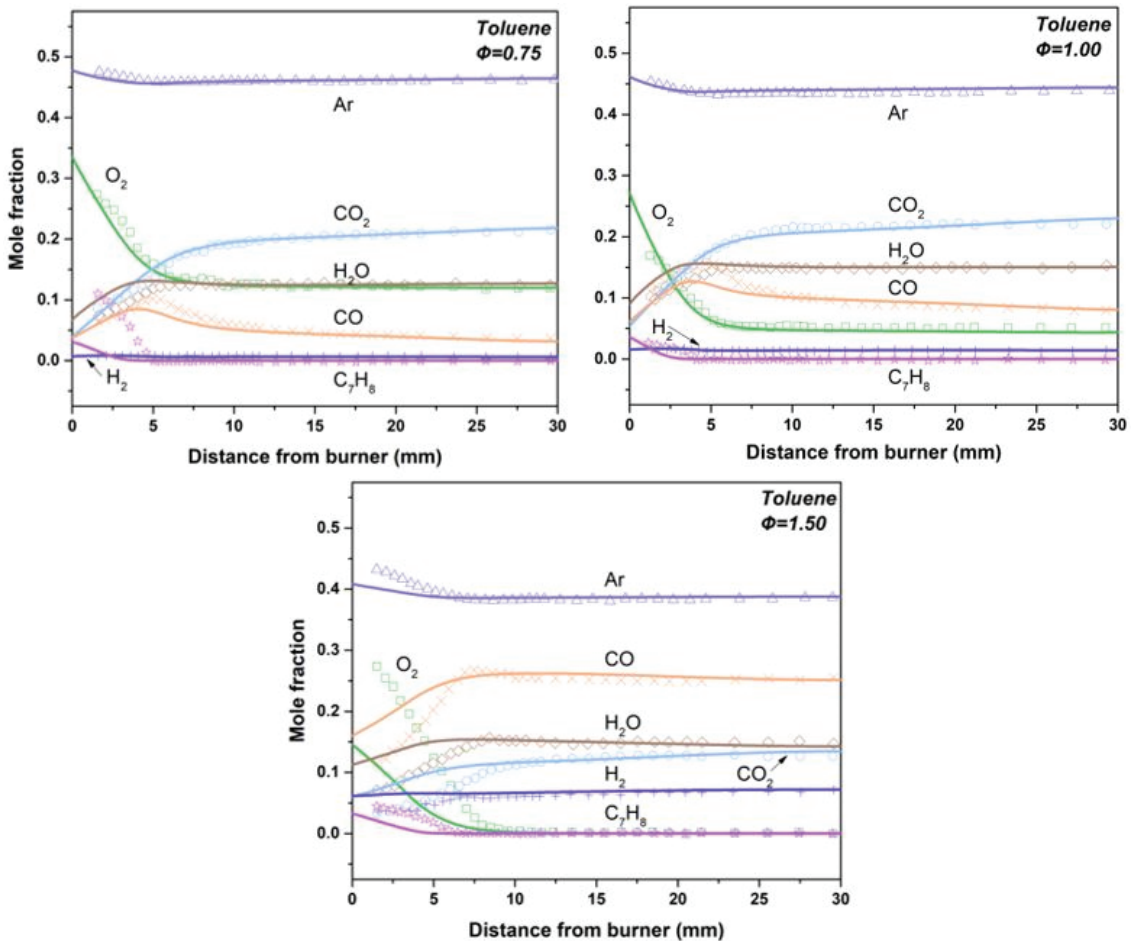 Toluene
Φ=0.75
Mole fraction
0.5
0.4
0.3
0.2
0.1
0.0
Ar
O₂
CO₂
H₂O
CO
H₂
C₇H₈
0 5 10 15 20 25 30
Distance from burner (mm)
Toluene
Φ=1.00
0.5
0.4
0.3
0.2
0.1
0.0
Ar
O₂
CO₂
H₂O
CO
H₂
C₇H₈
0 5 10 15 20 25 30
Distance from burner (mm)
Toluene
Φ=1.50
Mole fraction
0.5
0.4
0.3
0.2
0.1
0.0
Ar
O₂
CO
H₂O
H₂
CO₂
C₇H₈
0 5 10 15 20 25 30
Distance from burner (mm)